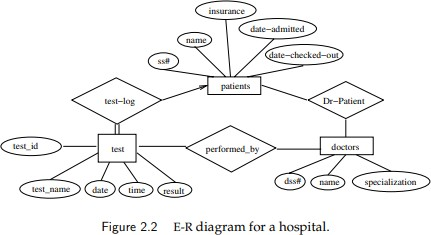 insurance
date-admitted
name
date-checked-out
ss#
patients
test-log
Dr-Patient
test_id
test
performed_by
doctors
test_name
date
time
result
dss#
name
specialization
Figure 2.2 E-R diagram for a hospital.